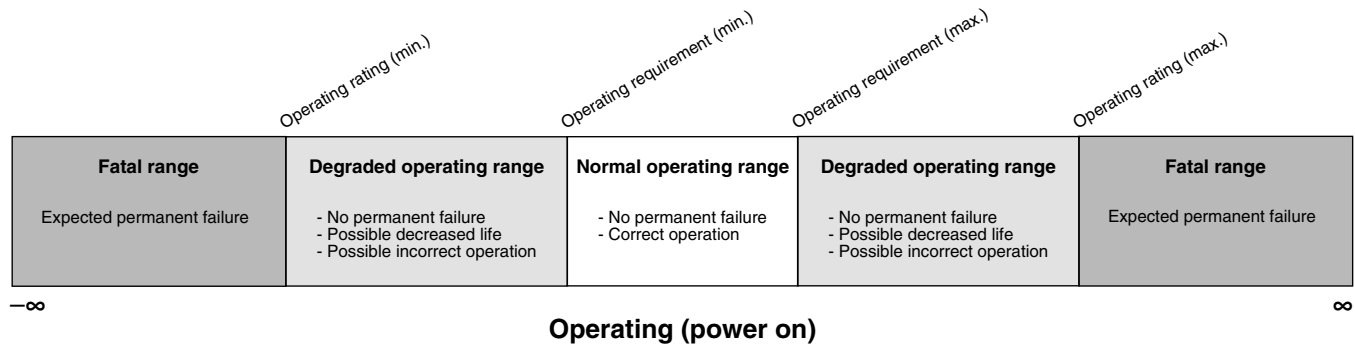 Operating rating (min.)
Operating requirement (min.)
Operating requirement (max.)
Operating rating (max.)
Fatal range
Expected permanent failure
Degraded operating range
- No permanent failure
- Possible decreased life
- Possible incorrect operation
Normal operating range
- No permanent failure
- Correct operation
Degraded operating range
- No permanent failure
- Possible decreased life
- Possible incorrect operation
Fatal range
Expected permanent failure
–∞
∞
Operating (power on)